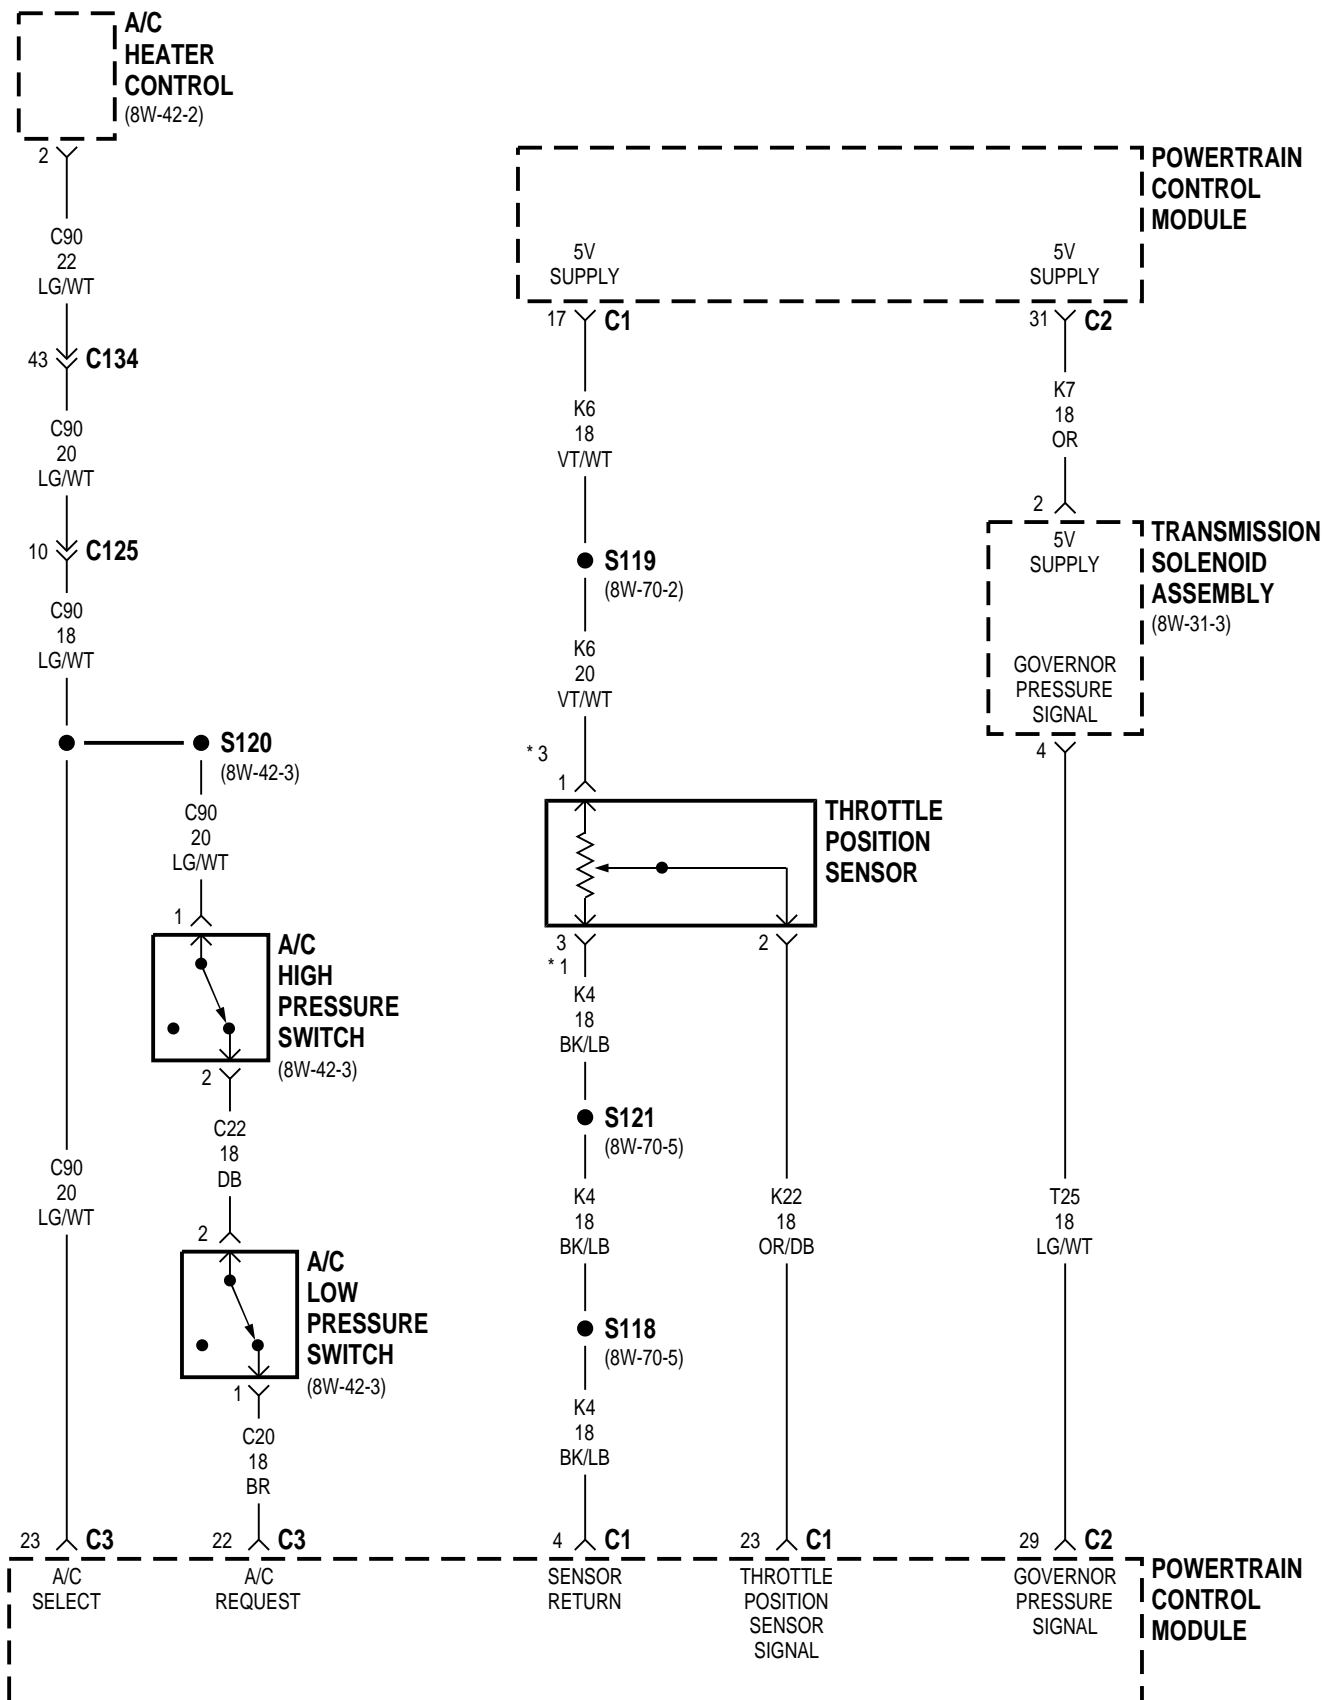 A/C
HEATER
CONTROL
(8W-42-2)
2
C90
22
LG/WT
43
C134
C90
20
LG/WT
10
C125
C90
18
LG/WT
S120
(8W-42-3)
C90
20
LG/WT
1
A/C
HIGH
PRESSURE
SWITCH
(8W-42-3)
2
C22
18
DB
C90
20
LG/WT
2
A/C
LOW
PRESSURE
SWITCH
(8W-42-3)
1
C20
18
BR
23
C3
22
C3
A/C
SELECT
A/C
REQUEST
POWERTRAIN
CONTROL
MODULE
5V
SUPPLY
5V
SUPPLY
17
C1
31
C2
K6
18
VT/WT
S119
(8W-70-2)
K6
20
VT/WT
* 3
1
THROTTLE
POSITION
SENSOR
3
* 1
2
K4
18
BK/LB
S121
(8W-70-5)
K4
18
BK/LB
S118
(8W-70-5)
K4
18
BK/LB
4
C1
SENSOR
RETURN
K22
18
OR/DB
23
C1
THROTTLE
POSITION
SENSOR
SIGNAL
K7
18
OR
2
5V
SUPPLY
TRANSMISSION
SOLENOID
ASSEMBLY
(8W-31-3)
GOVERNOR
PRESSURE
SIGNAL
4
T25
18
LG/WT
29
C2
GOVERNOR
PRESSURE
SIGNAL
POWERTRAIN
CONTROL
MODULE